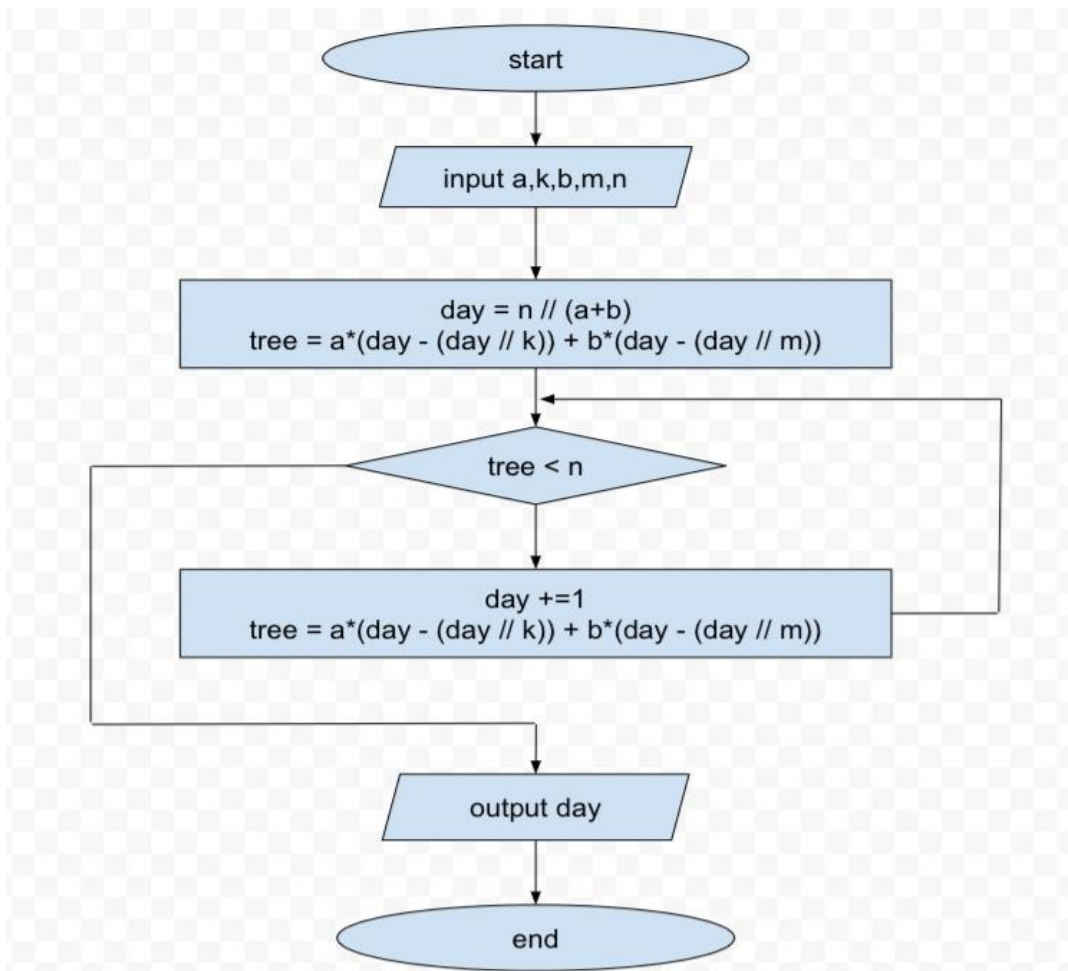 start
input a,k,b,m,n
day = n // (a+b)
tree = a*(day - (day // k)) + b*(day - (day // m))
tree < n
day +=1
tree = a*(day - (day // k)) + b*(day - (day // m))
output day
end